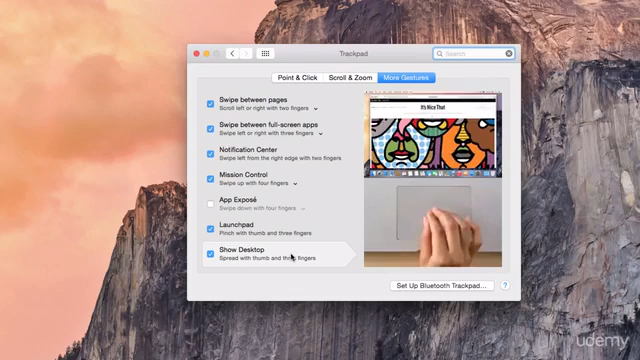 Trackpad
Search
Point & Click
Scroll & Zoom
More Gestures
Swipe between pages
Scroll left or right with two fingers
Swipe between full-screen apps
Swipe left or right with three fingers
Notification Center
Swipe left from the right edge with two fingers
Mission Control
Swipe up with four fingers
App Exposé
Swipe down with four fingers
Launchpad
Pinch with thumb and three fingers
Show Desktop
Spread with thumb and three fingers
It's Nice That
Set Up Bluetooth Trackpad...
?
udemy